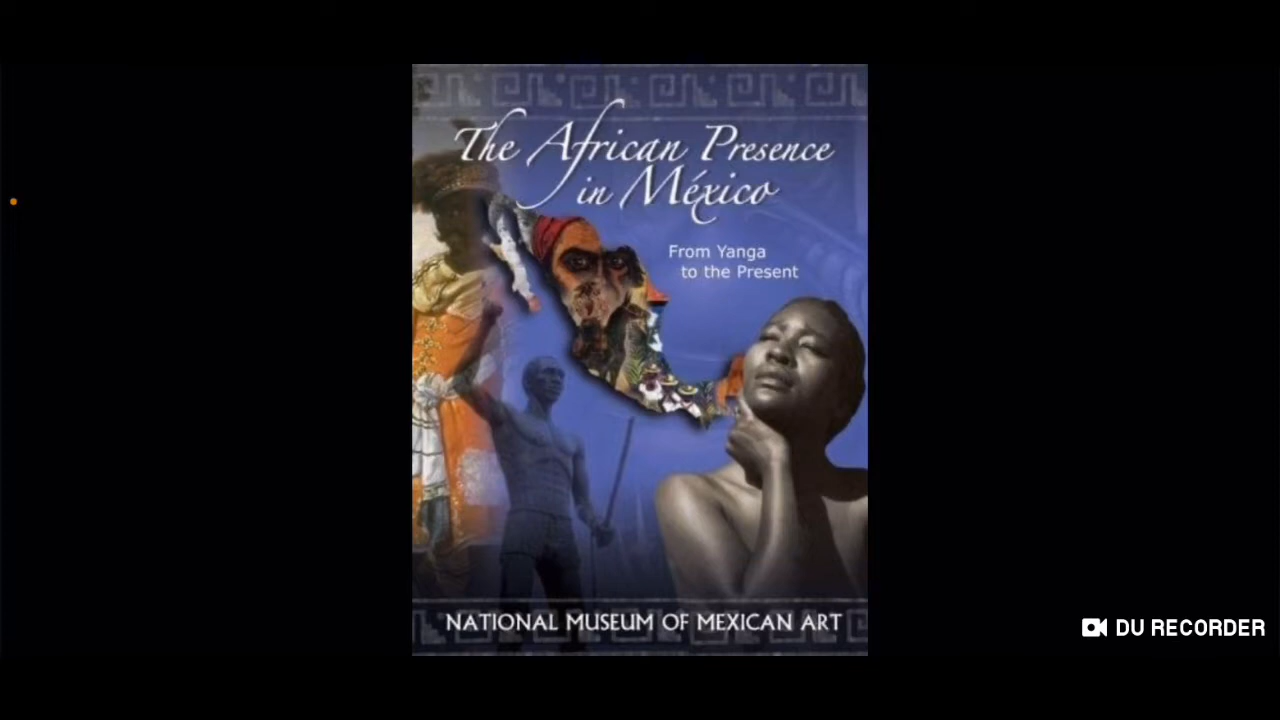 The African Presence
in México
From Yanga
to the Present
NATIONAL MUSEUM OF MEXICAN ART
DU RECORDER